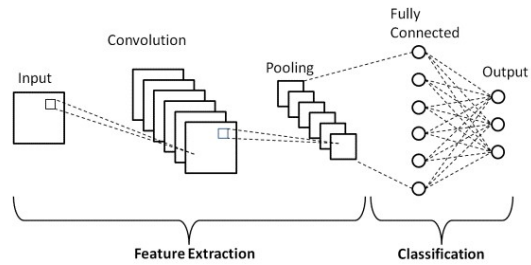 Input
Convolution
Pooling
Fully
Connected
Output
Feature Extraction
Classification